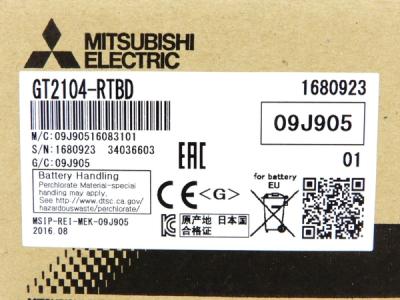 MITSUBISHI
ELECTRIC
GT2104-RTBD 1680923
M/C:09J90516083101
S/N:1680923 34036603
G/C:09J905
09J905
EAC
01
Battery Handling
Perchlorate Material-special
handling may apply.
See http://www.dtsc.ca.gov/
hazardouswaste/perchlorate/
CE <G>
for battery
EU
MSIP-REI-MEK-09J905
2016.08
原产地 日本国
合格证